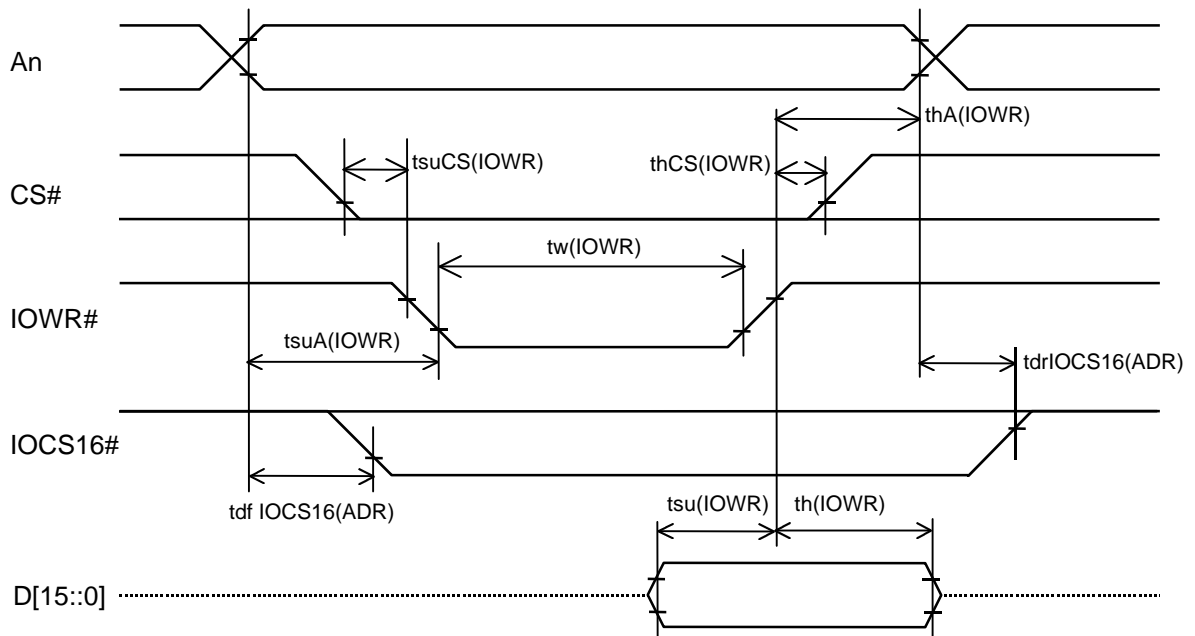 An
thA(IOWR)
tsuCS(IOWR)
thCS(IOWR)
CS#
tw(IOWR)
IOWR#
tsuA(IOWR)
tdrIOCS16(ADR)
IOCS16#
tsu(IOWR)
th(IOWR)
tdf IOCS16(ADR)
D[15::0]